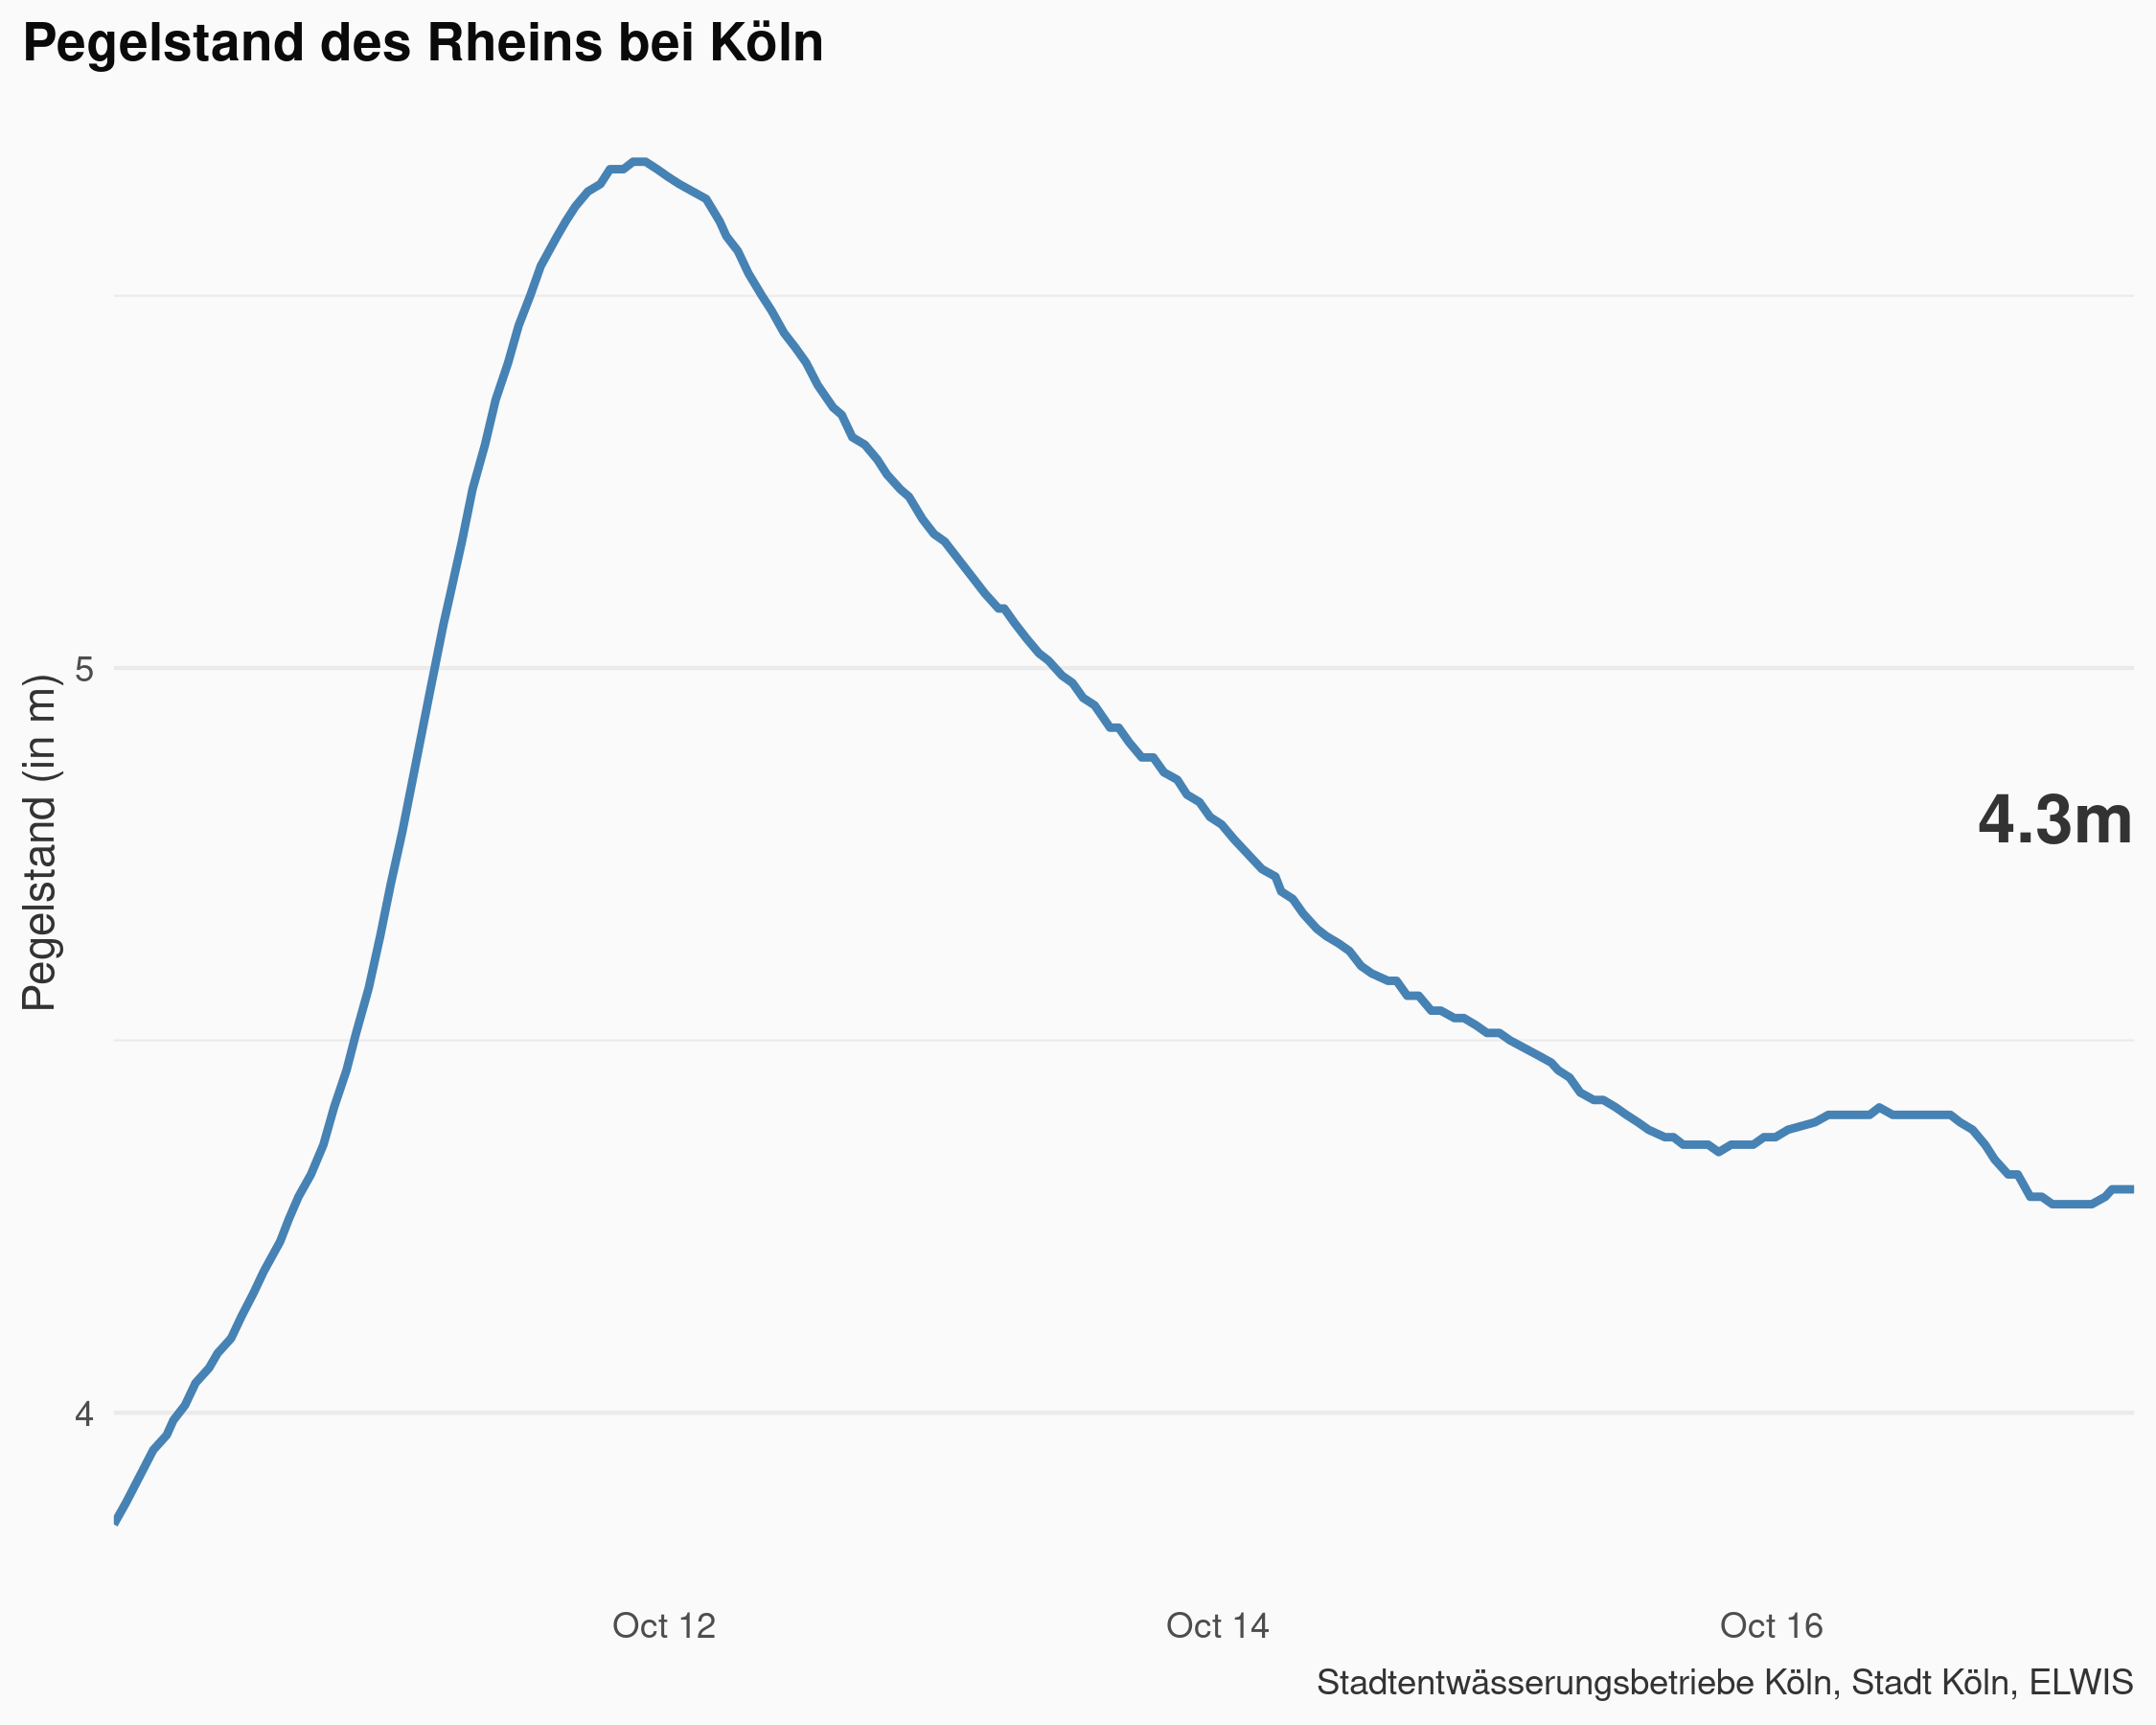 Pegelstand des Rheins bei Köln
Pegelstand (in m)
5
4.3m
4
Oct 12
Oct 14
Oct 16
Stadtentwässerungsbetriebe Köln, Stadt Köln, ELWIS